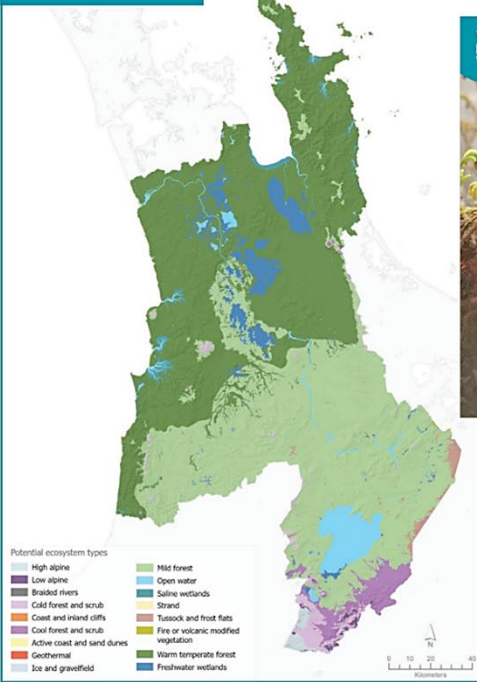 Potential ecosystem types
High alpine
Low alpine
Braided rivers
Cold forest and scrub
Coast and inland cliffs
Cool forest and scrub
Active coast and sand dunes
Geothermal
Ice and gravelfield
Mild forest
Open water
Saline wetlands
Strand
Tussock and frost flats
Fire or volcanic modified
vegetation
Warm temperate forest
Freshwater wetlands
N
0 10 20 40
Kilometers